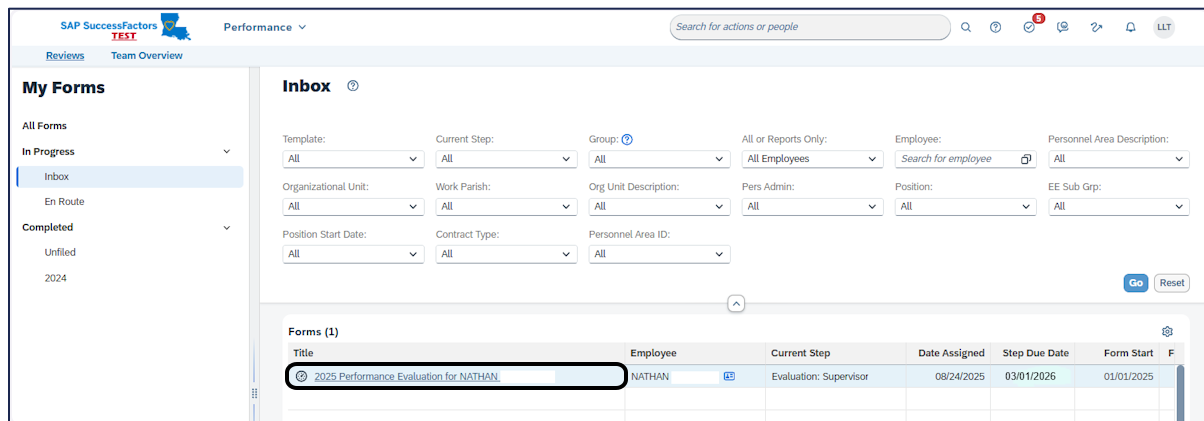 SAP SuccessFactors
TEST
Performance
Search for actions or people
5
LLT
Reviews Team Overview
My Forms
All Forms
In Progress
Inbox
En Route
Completed
Unfiled
2024
Inbox
Template: Current Step: Group: All or Reports Only: Employee: Personnel Area Description:
All All All All Employees Search for employee All
Organizational Unit: Work Parish: Org Unit Description: Pers Admin: Position: EE Sub Grp:
All All All All All All
Position Start Date: Contract Type: Personnel Area ID:
All All All
Go Reset
Forms (1)
Title Employee Current Step Date Assigned Step Due Date Form Start F
2025 Performance Evaluation for NATHAN NATHAN Evaluation: Supervisor 08/24/2025 03/01/2026 01/01/2025